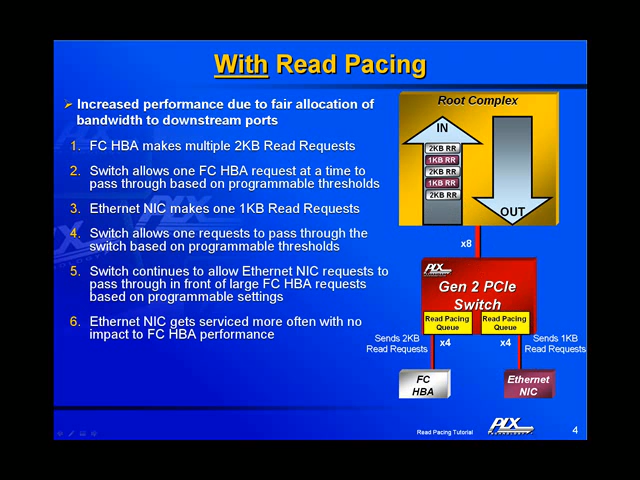 With Read Pacing
Increased performance due to fair allocation of
bandwidth to downstream ports
1. FC HBA makes multiple 2KB Read Requests
2. Switch allows one FC HBA request at a time to
pass through based on programmable thresholds
3. Ethernet NIC makes one 1KB Read Requests
4. Switch allows one requests to pass through the
switch based on programmable thresholds
5. Switch continues to allow Ethernet NIC requests to
pass through in front of large FC HBA requests
based on programmable settings
6. Ethernet NIC gets serviced more often with no
impact to FC HBA performance
Root Complex
IN
2KB RR
1KB RR
2KB RR
1KB RR
2KB RR
OUT
x8
PLX
Gen 2 PCIe
Switch
Read Pacing
Queue
Read Pacing
Queue
Sends 2KB
Read Requests
x4
x4
Sends 1KB
Read Requests
FC
HBA
Ethernet
NIC
Read Pacing Tutorial
PLX
TECHNOLOGY
4